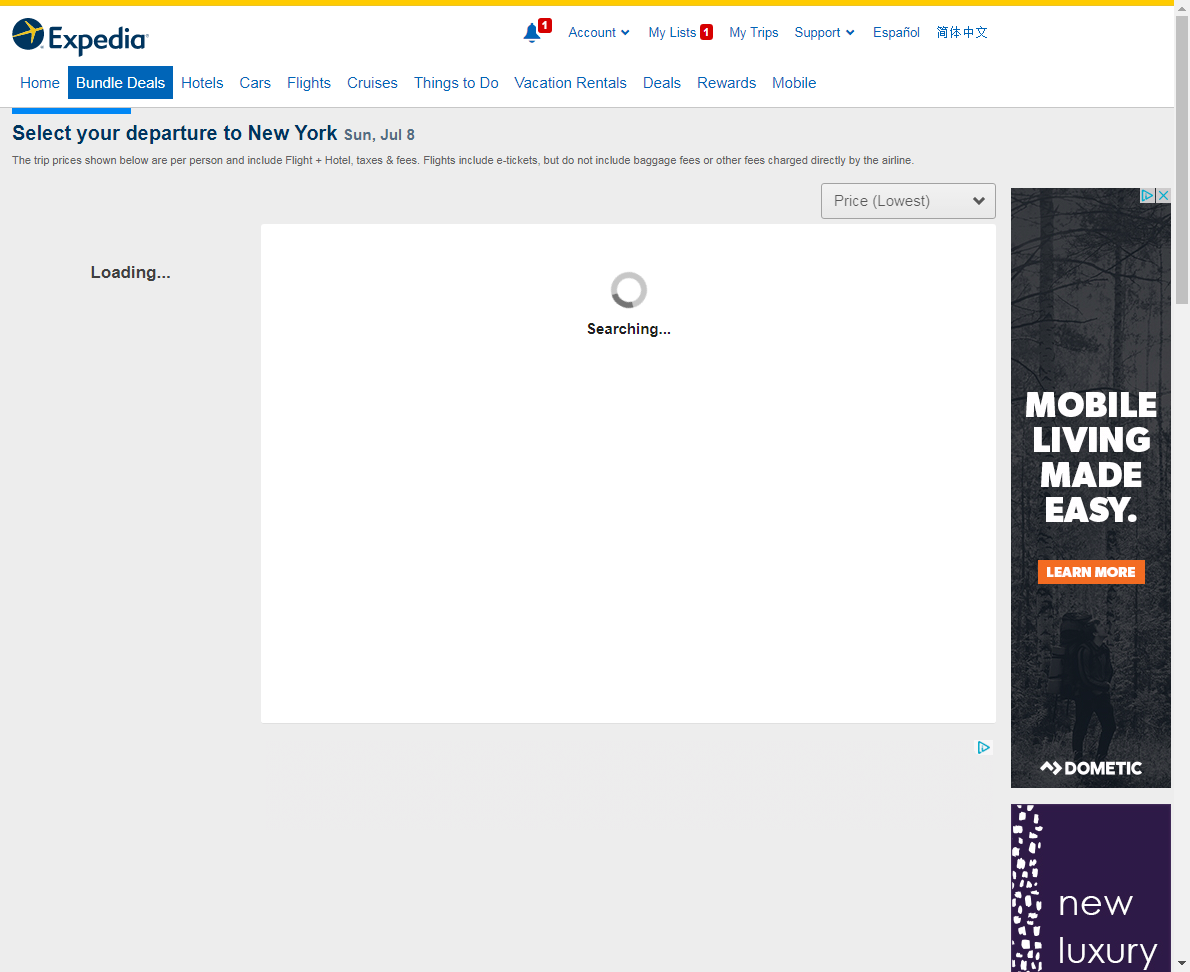 Expedia
1
Account
My Lists 1
My Trips
Support
Español
简体中文
Home
Bundle Deals
Hotels
Cars
Flights
Cruises
Things to Do
Vacation Rentals
Deals
Rewards
Mobile
Select your departure to New York Sun, Jul 8
The trip prices shown below are per person and include Flight + Hotel, taxes & fees. Flights include e-tickets, but do not include baggage fees or other fees charged directly by the airline.
Price (Lowest)
Loading...
Searching...
MOBILE
LIVING
MADE
EASY.
LEARN MORE
DOMETIC
new
luxury